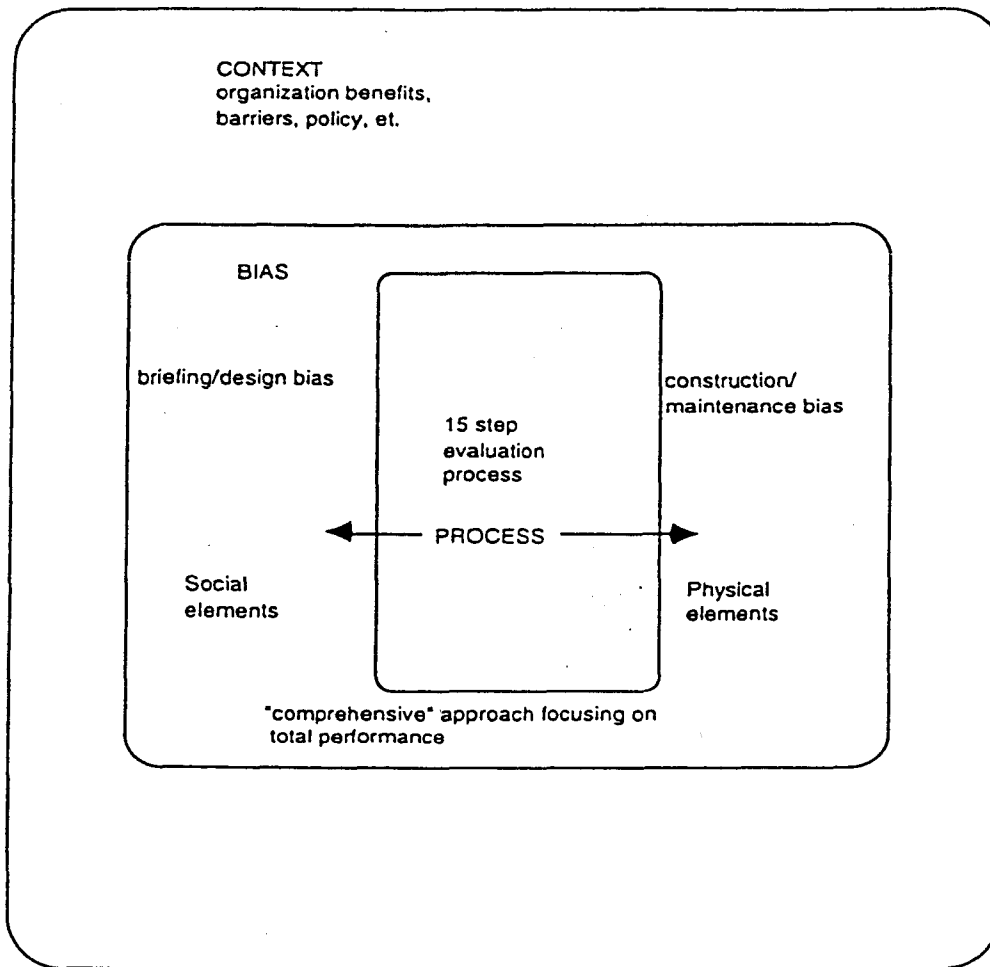 CONTEXT
organization benefits,
barriers, policy, et.
BIAS
briefing/design bias
construction/
maintenance bias
15 step
evaluation
process
PROCESS
Social
elements
Physical
elements
"comprehensive" approach focusing on
total performance